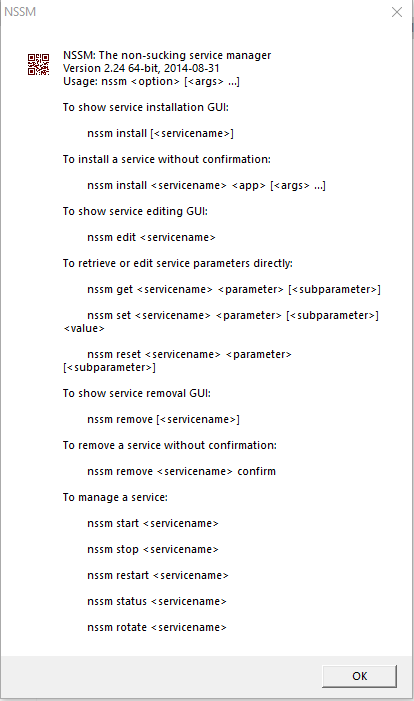 NSSM
NSSM: The non-sucking service manager
Version 2.24 64-bit, 2014-08-31
Usage: nssm <option> [<args> ...]
To show service installation GUI:
nssm install [<servicename>]
To install a service without confirmation:
nssm install <servicename> <app> [<args> ...]
To show service editing GUI:
nssm edit <servicename>
To retrieve or edit service parameters directly:
nssm get <servicename> <parameter> [<subparameter>]
nssm set <servicename> <parameter> [<subparameter>]
<value>
nssm reset <servicename> <parameter>
[<subparameter>]
To show service removal GUI:
nssm remove [<servicename>]
To remove a service without confirmation:
nssm remove <servicename> confirm
To manage a service:
nssm start <servicename>
nssm stop <servicename>
nssm restart <servicename>
nssm status <servicename>
nssm rotate <servicename>
OK